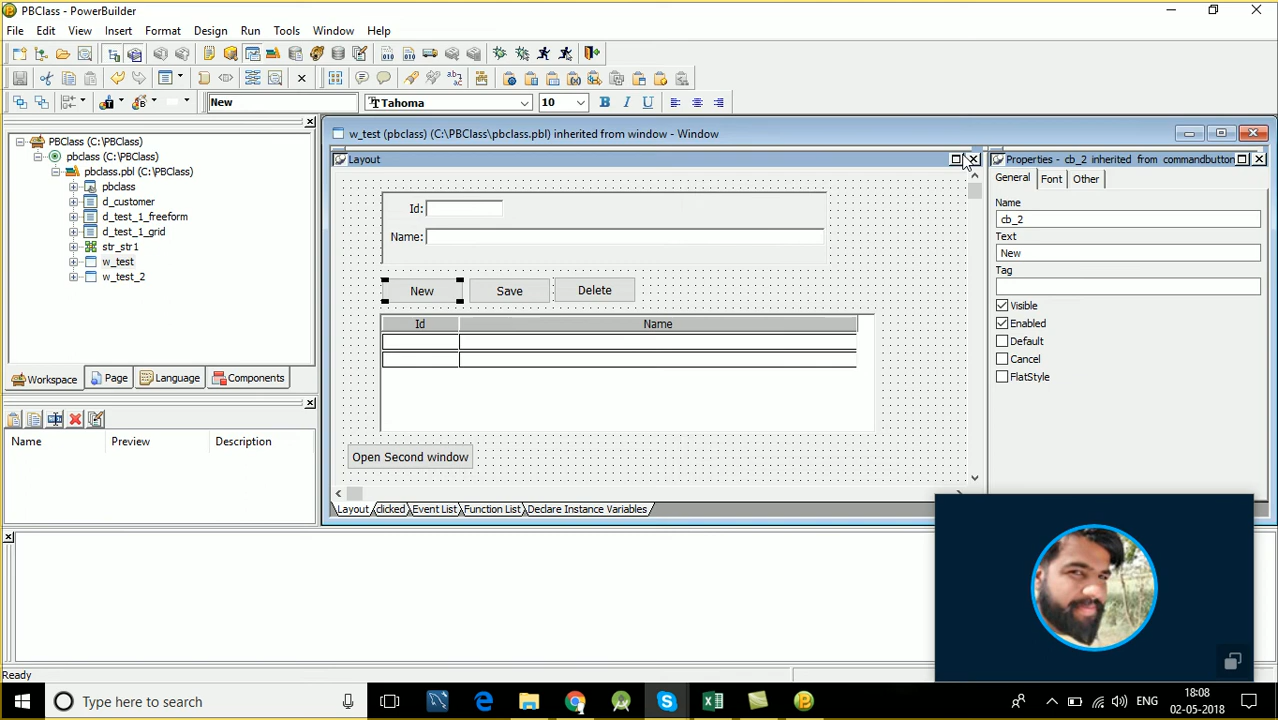 PBClass - PowerBuilder
File Edit View Insert Format Design Run Tools Window Help
New Tahoma 10 B I U
PBClass (C:\PBClass)
pbclass (C:\PBClass)
pbclass.pbl (C:\PBClass)
pbclass
d_customer
d_test_1_freeform
d_test_1_grid
str_str1
w_test
w_test_2
Workspace Page Language Components
Name Preview Description
w_test (pbclass) (C:\PBClass\pbclass.pbl) inherited from window - Window
Layout
Id:
Name:
New Save Delete
Id Name
Open Second window
Layout clicked Event List Function List Declare Instance Variables
Properties - cb_2 inherited from commandbutton
General Font Other
Name
cb_2
Text
New
Tag
Visible
Enabled
Default
Cancel
FlatStyle
Ready
Type here to search
ENG
18:08
02-05-2018